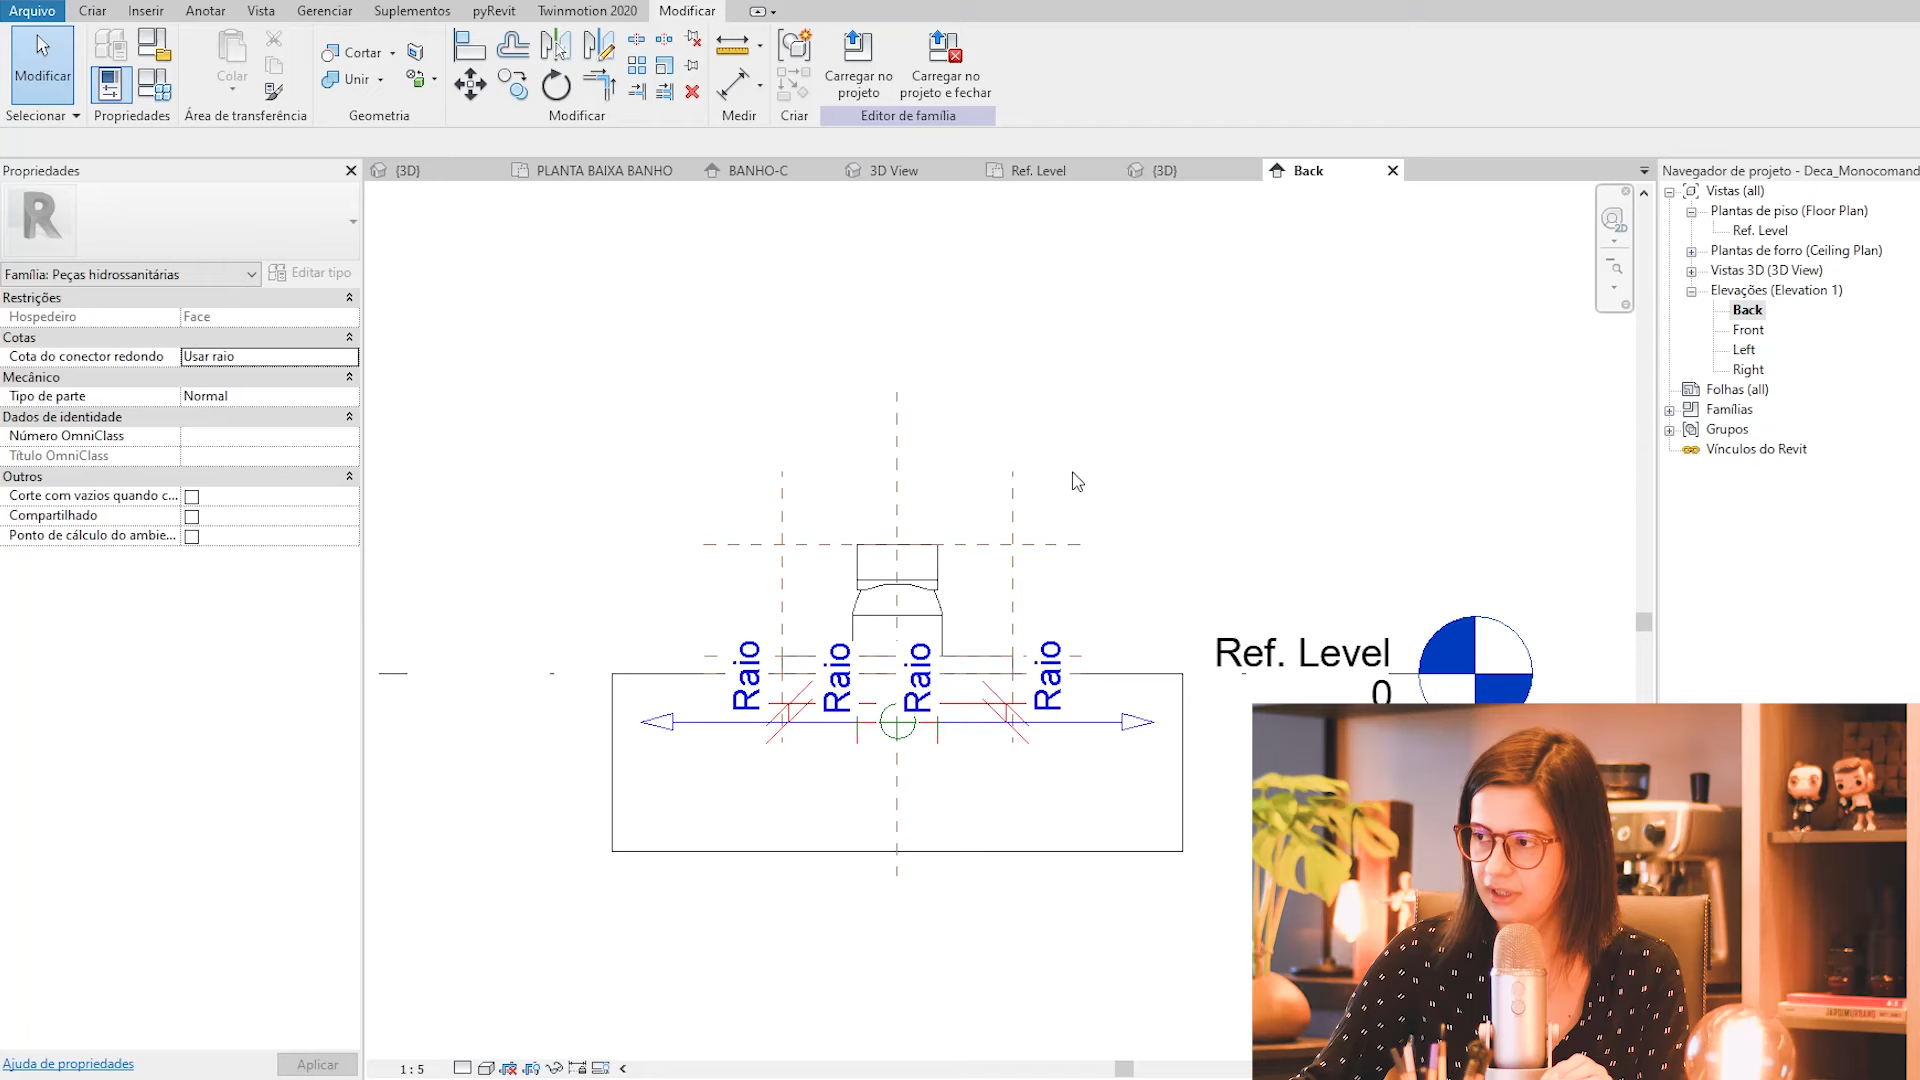 Arquivo Criar Inserir Anotar Vista Gerenciar Suplementos pyRevit Twinmotion 2020 Modificar
Modificar
Selecionar
Propriedades
Colar
Área de transferência
Cortar
Unir
Geometria
Modificar
Medir
Criar
Carregar no projeto
Carregar no projeto e fechar
Editor de família
Propriedades
{3D}
PLANTA BAIXA BANHO
BANHO-C
3D View
Ref. Level
{3D}
Back
Navegador de projeto - Deca_Monocomand
R
Família: Peças hidrossanitárias
Editar tipo
Restrições
Hospedeiro Face
Cotas
Cota do conector redondo Usar raio
Mecânico
Tipo de parte Normal
Dados de identidade
Número OmniClass
Título OmniClass
Outros
Corte com vazios quando c...
Compartilhado
Ponto de cálculo do ambie...
Ajuda de propriedades
Aplicar
2D
Vistas (all)
Plantas de piso (Floor Plan)
Ref. Level
Plantas de forro (Ceiling Plan)
Vistas 3D (3D View)
Elevações (Elevation 1)
Back
Front
Left
Right
Folhas (all)
Famílias
Grupos
Vínculos do Revit
Raio
Raio
Raio
Raio
Ref. Level
0
1 : 5
JARDIM URBANO